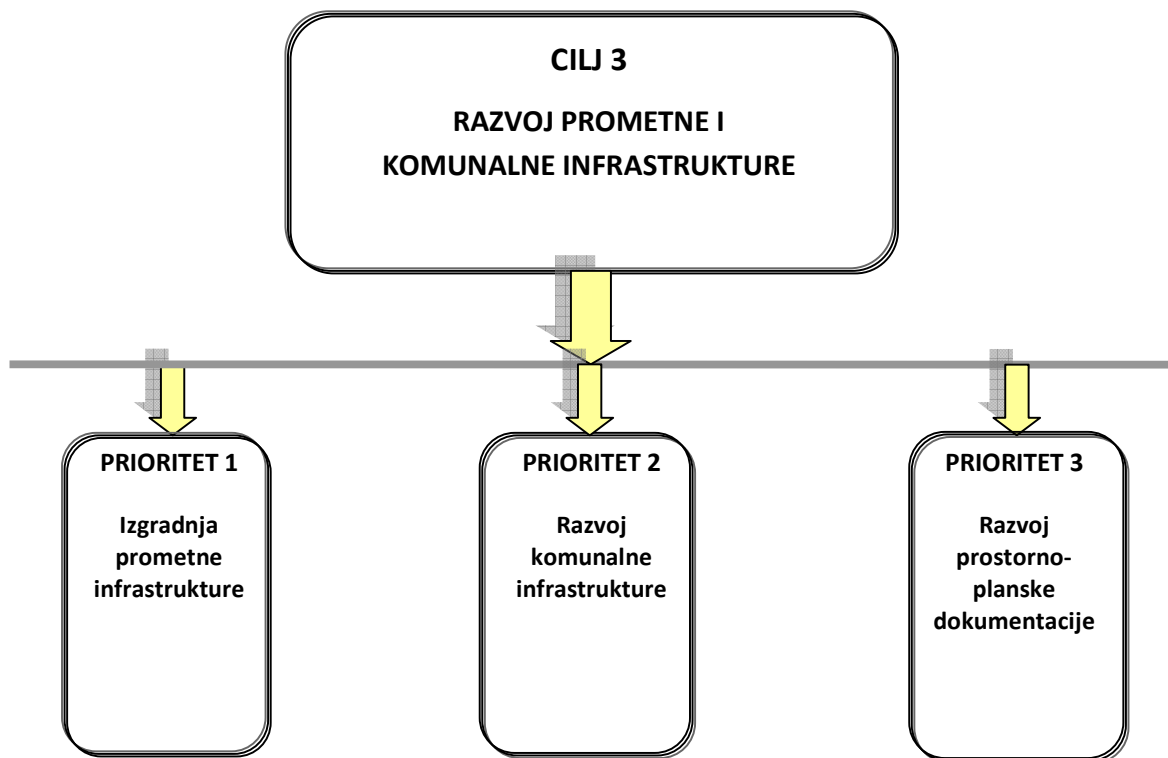 CILJ 3
RAZVOJ PROMETNE I
KOMUNALNE INFRASTRUKTURE
PRIORITET 1
Izgradnja
prometne
infrastrukture
PRIORITET 2
Razvoj
komunalne
infrastrukture
PRIORITET 3
Razvoj
prostorno-
planske
dokumentacije